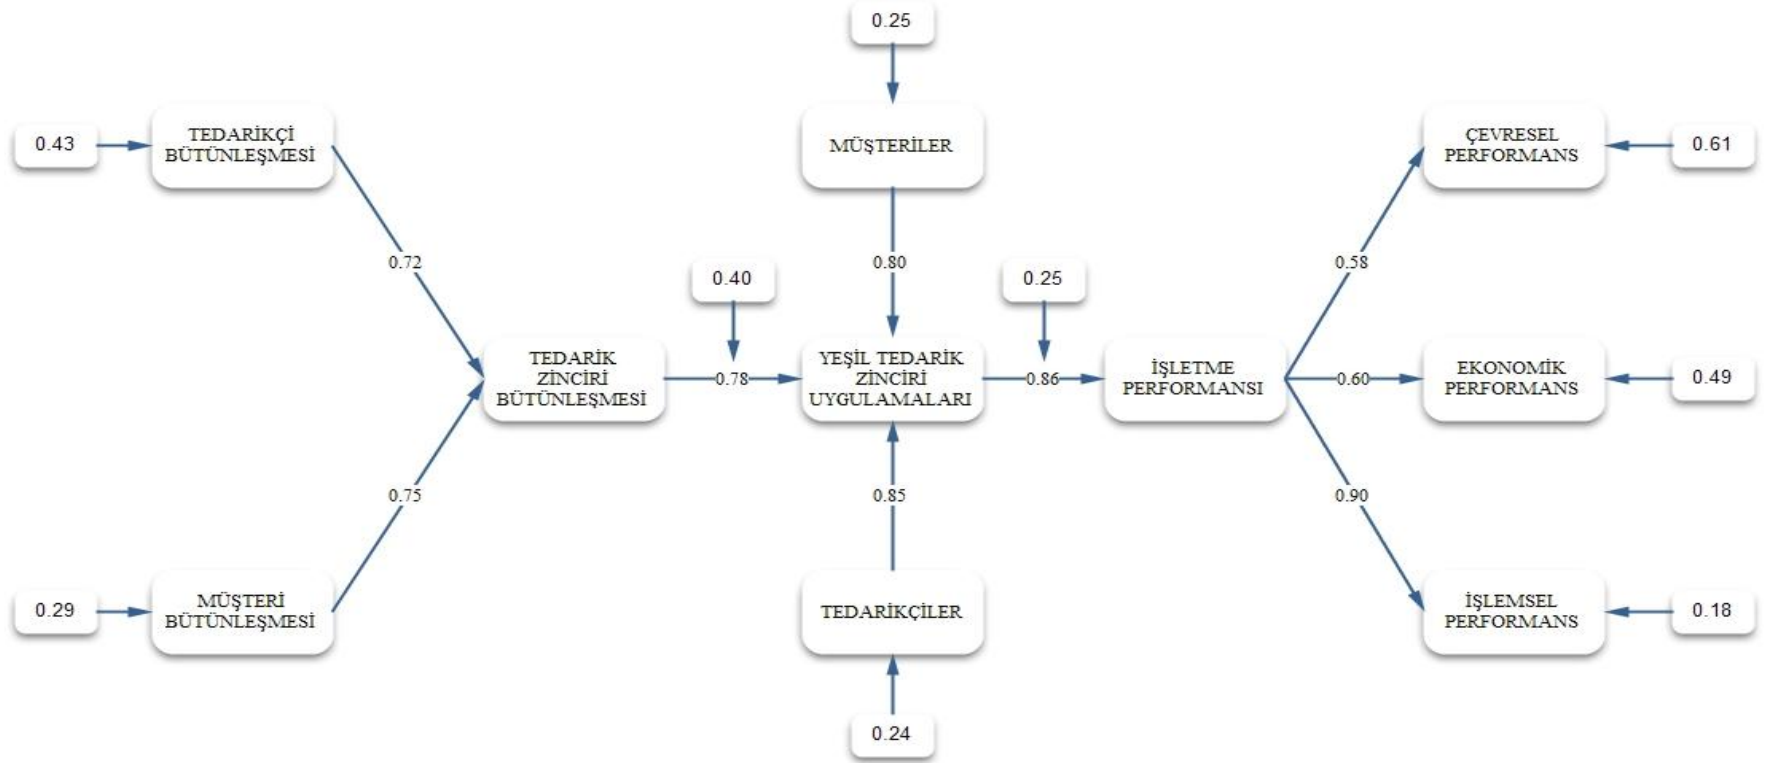 0.25
0.43
TEDARİKÇİ
BÜTÜNLEŞMESİ
MÜŞTERİLER
ÇEVRESEL
PERFORMANS
0.61
0.72
0.80
0.58
0.40
0.25
TEDARİK
ZİNCİRİ
BÜTÜNLEŞMESİ
0.78
YEŞİL TEDARİK
ZİNCİRİ
UYGULAMALARI
0.86
İŞLETME
PERFORMANSI
0.60
EKONOMİK
PERFORMANS
0.49
0.75
0.85
0.90
0.29
MÜŞTERİ
BÜTÜNLEŞMESİ
TEDARİKÇİLER
İŞLEMSEL
PERFORMANS
0.18
0.24